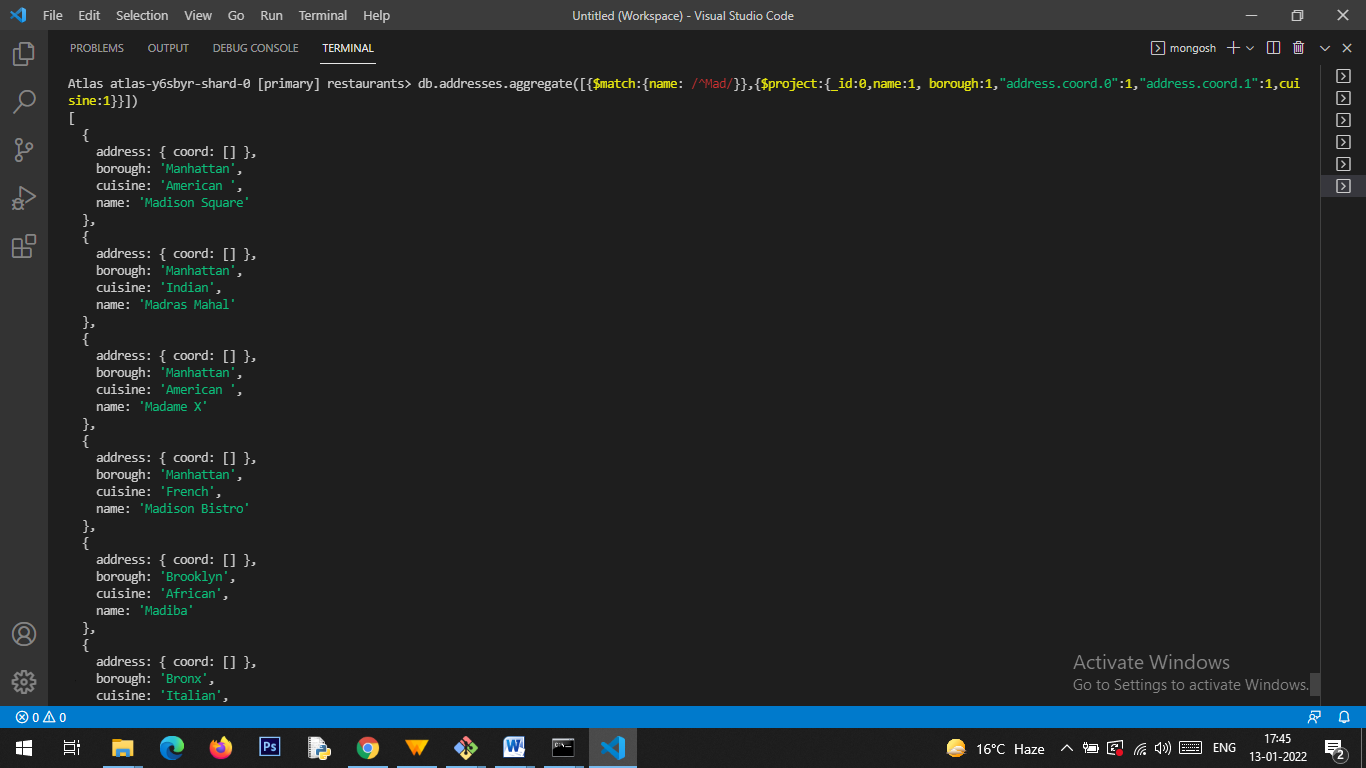 File Edit Selection View Go Run Terminal Help
Untitled (Workspace) - Visual Studio Code
PROBLEMS OUTPUT DEBUG CONSOLE TERMINAL
mongosh
Atlas atlas-y6sbyr-shard-0 [primary] restaurants> db.addresses.aggregate([{$match:{name: /^Mad/}},{$project:{_id:0,name:1, borough:1,"address.coord.0":1,"address.coord.1":1,cui
sine:1}}])
[
{
address: { coord: [] },
borough: 'Manhattan',
cuisine: 'American ',
name: 'Madison Square'
},
{
address: { coord: [] },
borough: 'Manhattan',
cuisine: 'Indian',
name: 'Madras Mahal'
},
{
address: { coord: [] },
borough: 'Manhattan',
cuisine: 'American ',
name: 'Madame X'
},
{
address: { coord: [] },
borough: 'Manhattan',
cuisine: 'French',
name: 'Madison Bistro'
},
{
address: { coord: [] },
borough: 'Brooklyn',
cuisine: 'African',
name: 'Madiba'
},
{
address: { coord: [] },
borough: 'Bronx',
cuisine: 'Italian',
Activate Windows
Go to Settings to activate Windows.
0 0
Ps
W
16°C Haze
ENG
17:45
13-01-2022
2